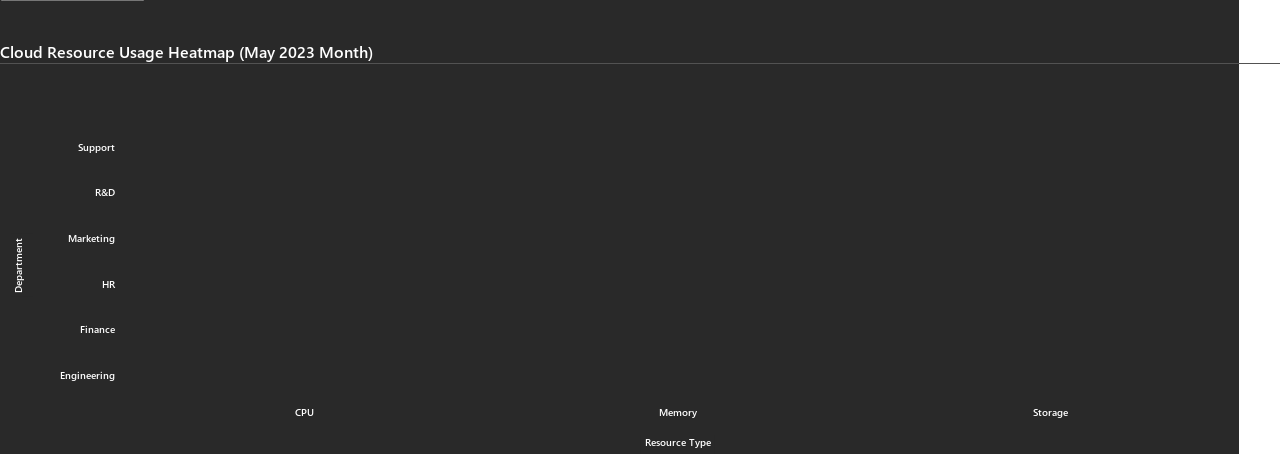 Cloud Resource Usage Heatmap (May 2023 Month)
Support
R&D
Marketing
HR
Finance
Engineering
Department
CPU
Memory
Storage
Resource Type